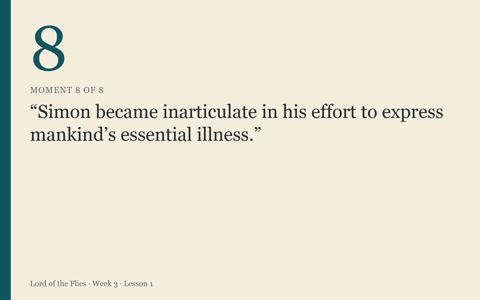 8
MOMENT 8 OF 8
“Simon became inarticulate in his effort to express
mankind’s essential illness.”
Lord of the Flies · Week 3 · Lesson 1